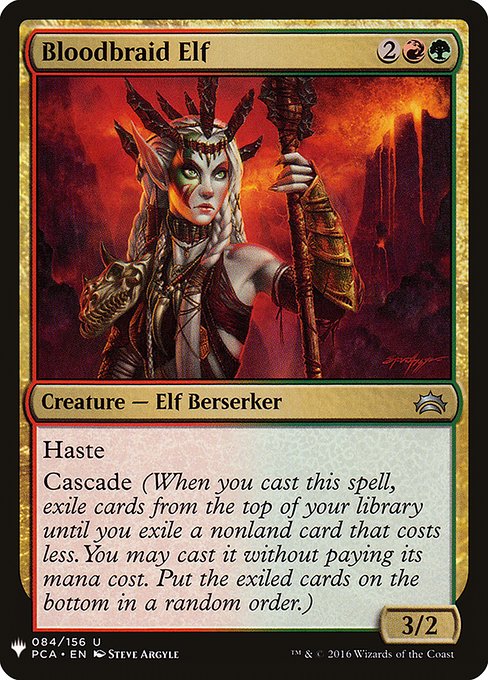 Bloodbraid Elf 2
Creature — Elf Berserker
Haste
Cascade (When you cast this spell,
exile cards from the top of your library
until you exile a nonland card that costs
less. You may cast it without paying its
mana cost. Put the exiled cards on the
bottom in a random order.)
3/2
084/156 U
PCA • EN Steve Argyle
™ & © 2016 Wizards of the Coast